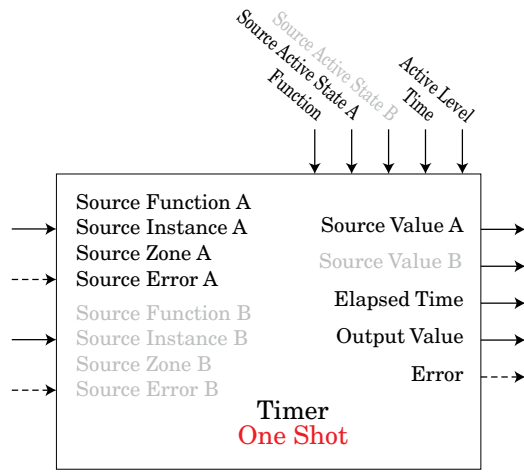 Function
Source Active State A
Source Active State B
Time
Active Level
Source Function A
Source Instance A
Source Zone A
Source Error A
Source Function B
Source Instance B
Source Zone B
Source Error B
Source Value A
Source Value B
Elapsed Time
Output Value
Error
Timer
One Shot